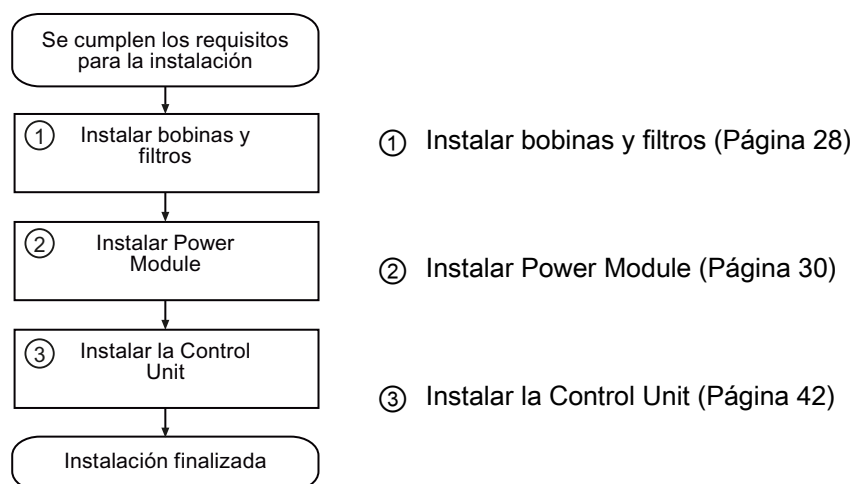 Se cumplen los requisitos
para la instalación
① Instalar bobinas y
filtros
① Instalar bobinas y filtros (Página 28)
② Instalar Power
Module
② Instalar Power Module (Página 30)
③ Instalar la Control
Unit
③ Instalar la Control Unit (Página 42)
Instalación finalizada